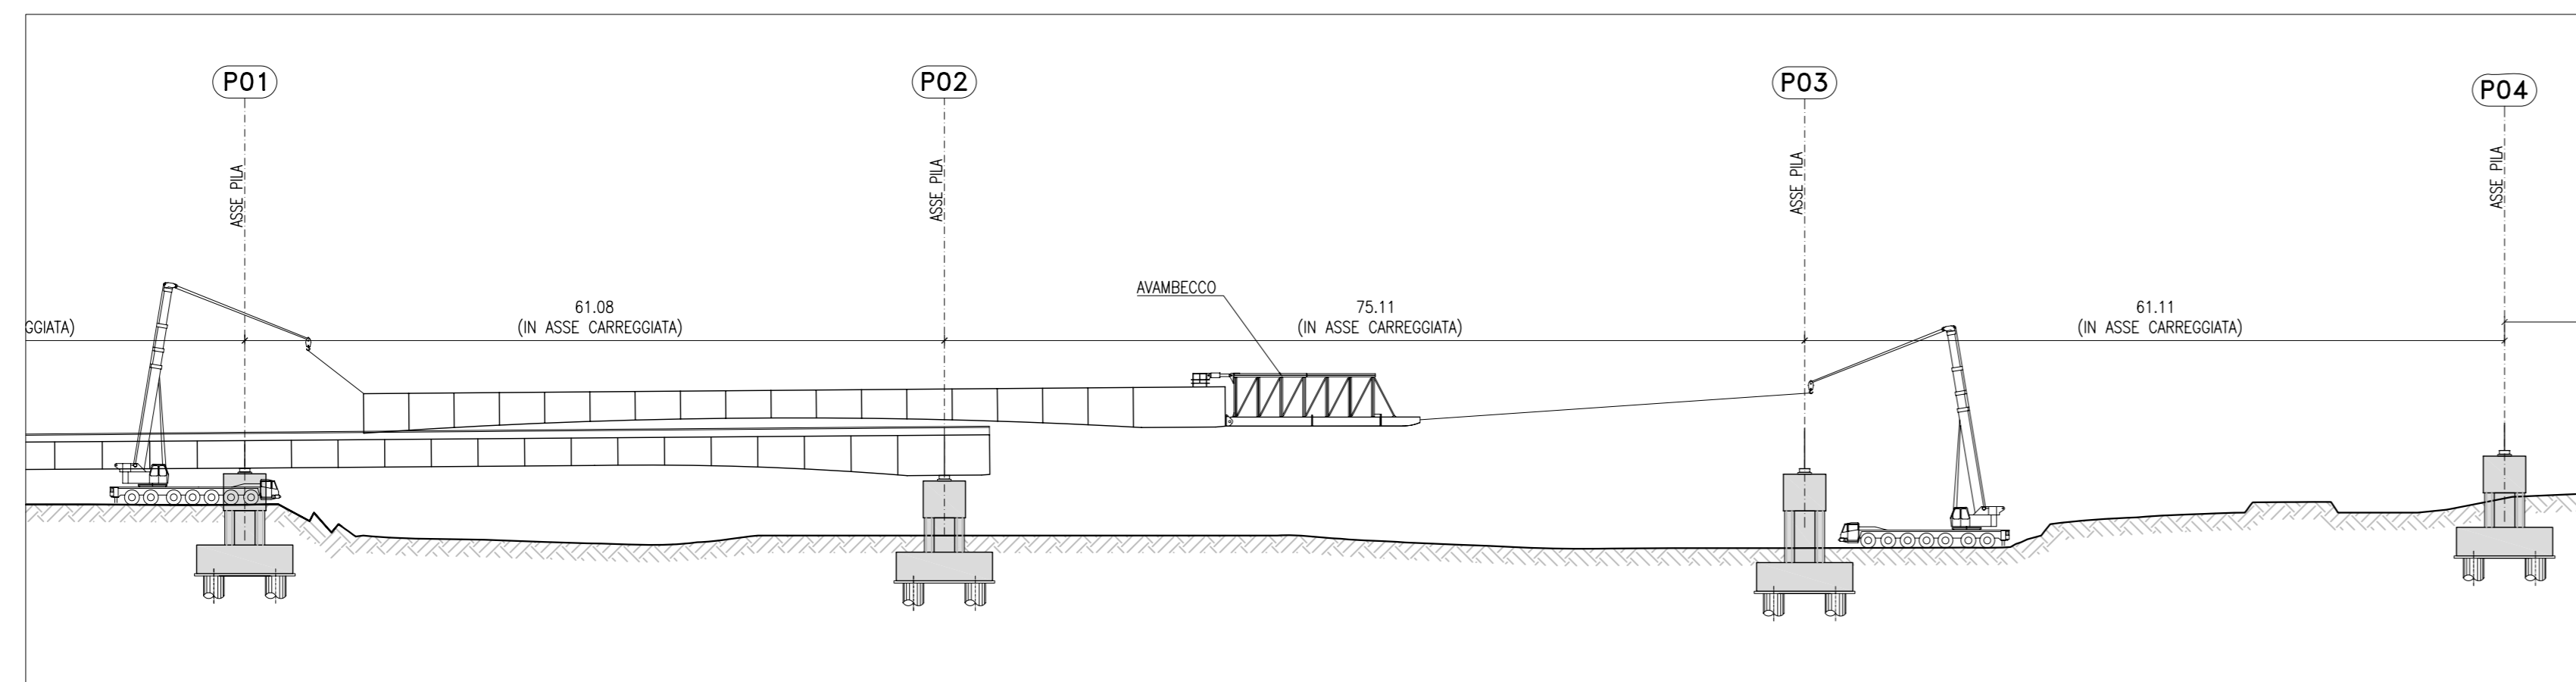 P01
P02
P03
P04
ASSE PILA
ASSE PILA
ASSE PILA
ASSE PILA
AVAMBECCO
GGIATA)
61.08
(IN ASSE CARREGGIATA)
75.11
(IN ASSE CARREGGIATA)
61.11
(IN ASSE CARREGGIATA)